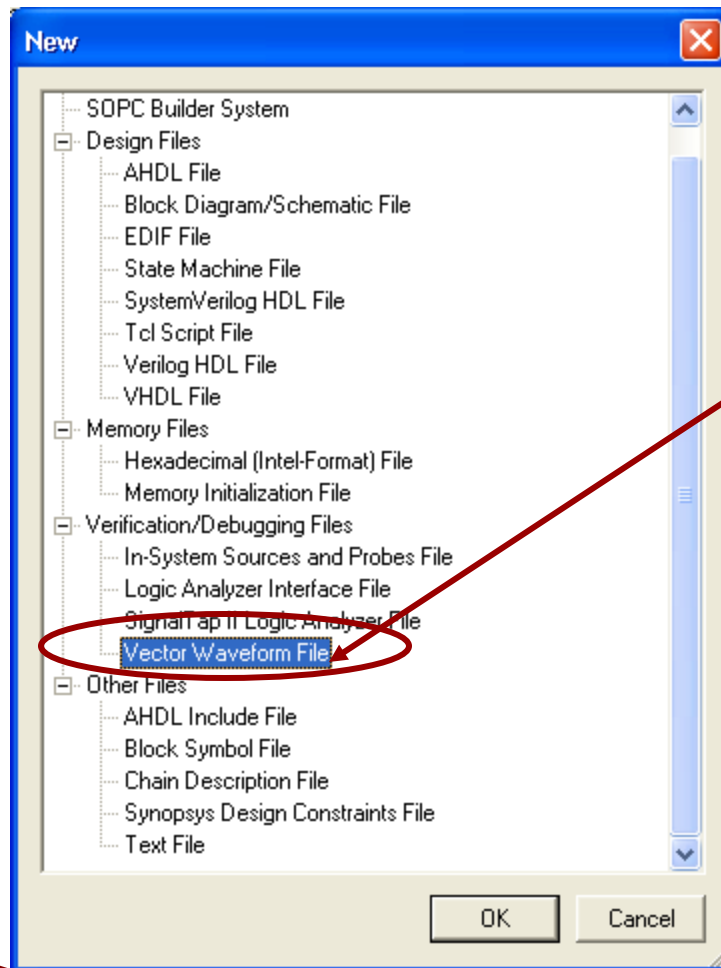 New
SOPC Builder System
Design Files
AHDL File
Block Diagram/Schematic File
EDIF File
State Machine File
SystemVerilog HDL File
Tcl Script File
Verilog HDL File
VHDL File
Memory Files
Hexadecimal (Intel-Format) File
Memory Initialization File
Verification/Debugging Files
In-System Sources and Probes File
Logic Analyzer Interface File
SignalTap II Logic Analyzer File
Vector Waveform File
Other Files
AHDL Include File
Block Symbol File
Chain Description File
Synopsys Design Constraints File
Text File
OK Cancel